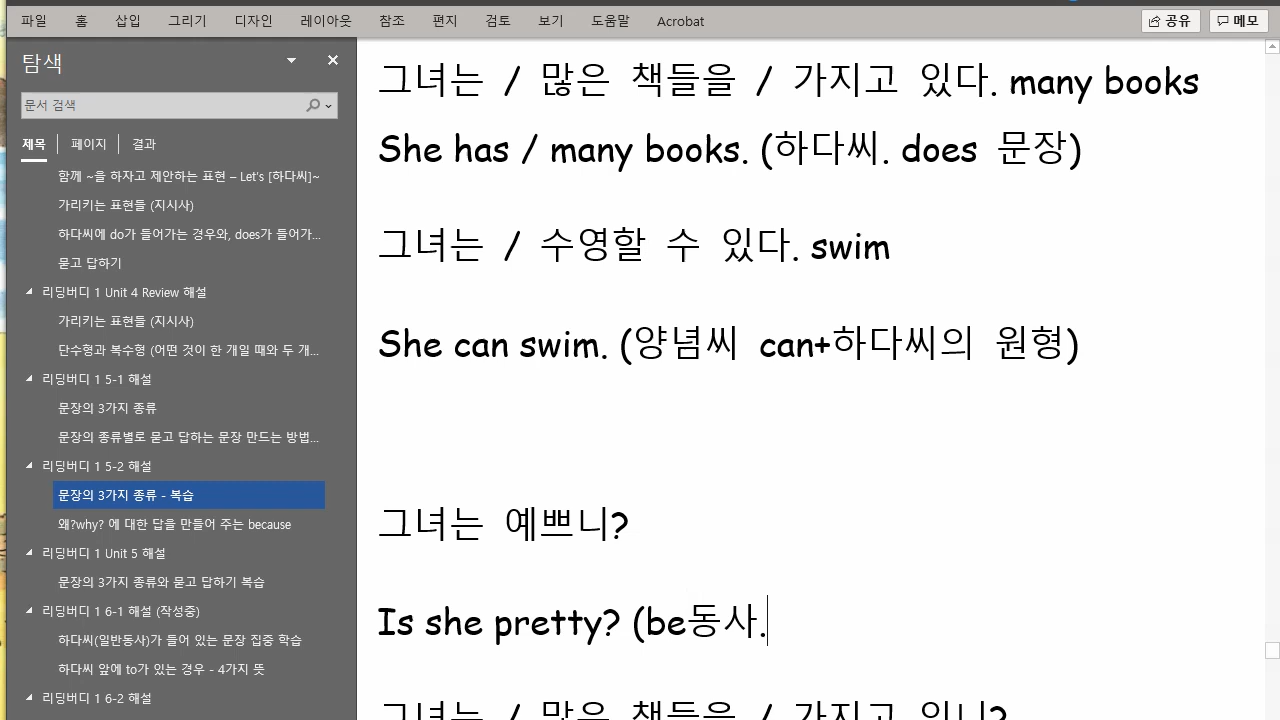 파일 홈 삽입 그리기 디자인 레이아웃 참조 편지 검토 보기 도움말 Acrobat 공유 메모
탐색
문서 검색
제목 페이지 결과
함께 ~을 하자고 제안하는 표현 – Let's [하다씨]~
가리키는 표현들 (지시사)
하다씨에 do가 들어가는 경우와, does가 들어가...
묻고 답하기
리딩버디 1 Unit 4 Review 해설
가리키는 표현들 (지시사)
단수형과 복수형 (어떤 것이 한 개일 때와 두 개...
리딩버디 1 5-1 해설
문장의 3가지 종류
문장의 종류별로 묻고 답하는 문장 만드는 방법...
리딩버디 1 5-2 해설
문장의 3가지 종류 - 복습
왜?why? 에 대한 답을 만들어 주는 because
리딩버디 1 Unit 5 해설
문장의 3가지 종류와 묻고 답하기 복습
리딩버디 1 6-1 해설 (작성중)
하다씨(일반동사)가 들어 있는 문장 집중 학습
하다씨 앞에 to가 있는 경우 - 4가지 뜻
리딩버디 1 6-2 해설
그녀는 / 많은 책들을 / 가지고 있다. many books
She has / many books. (하다씨. does 문장)
그녀는 / 수영할 수 있다. swim
She can swim. (양념씨 can+하다씨의 원형)
그녀는 예쁘니?
Is she pretty? (be동사.
그녀는 / 많은 책들을 / 가지고 있니?